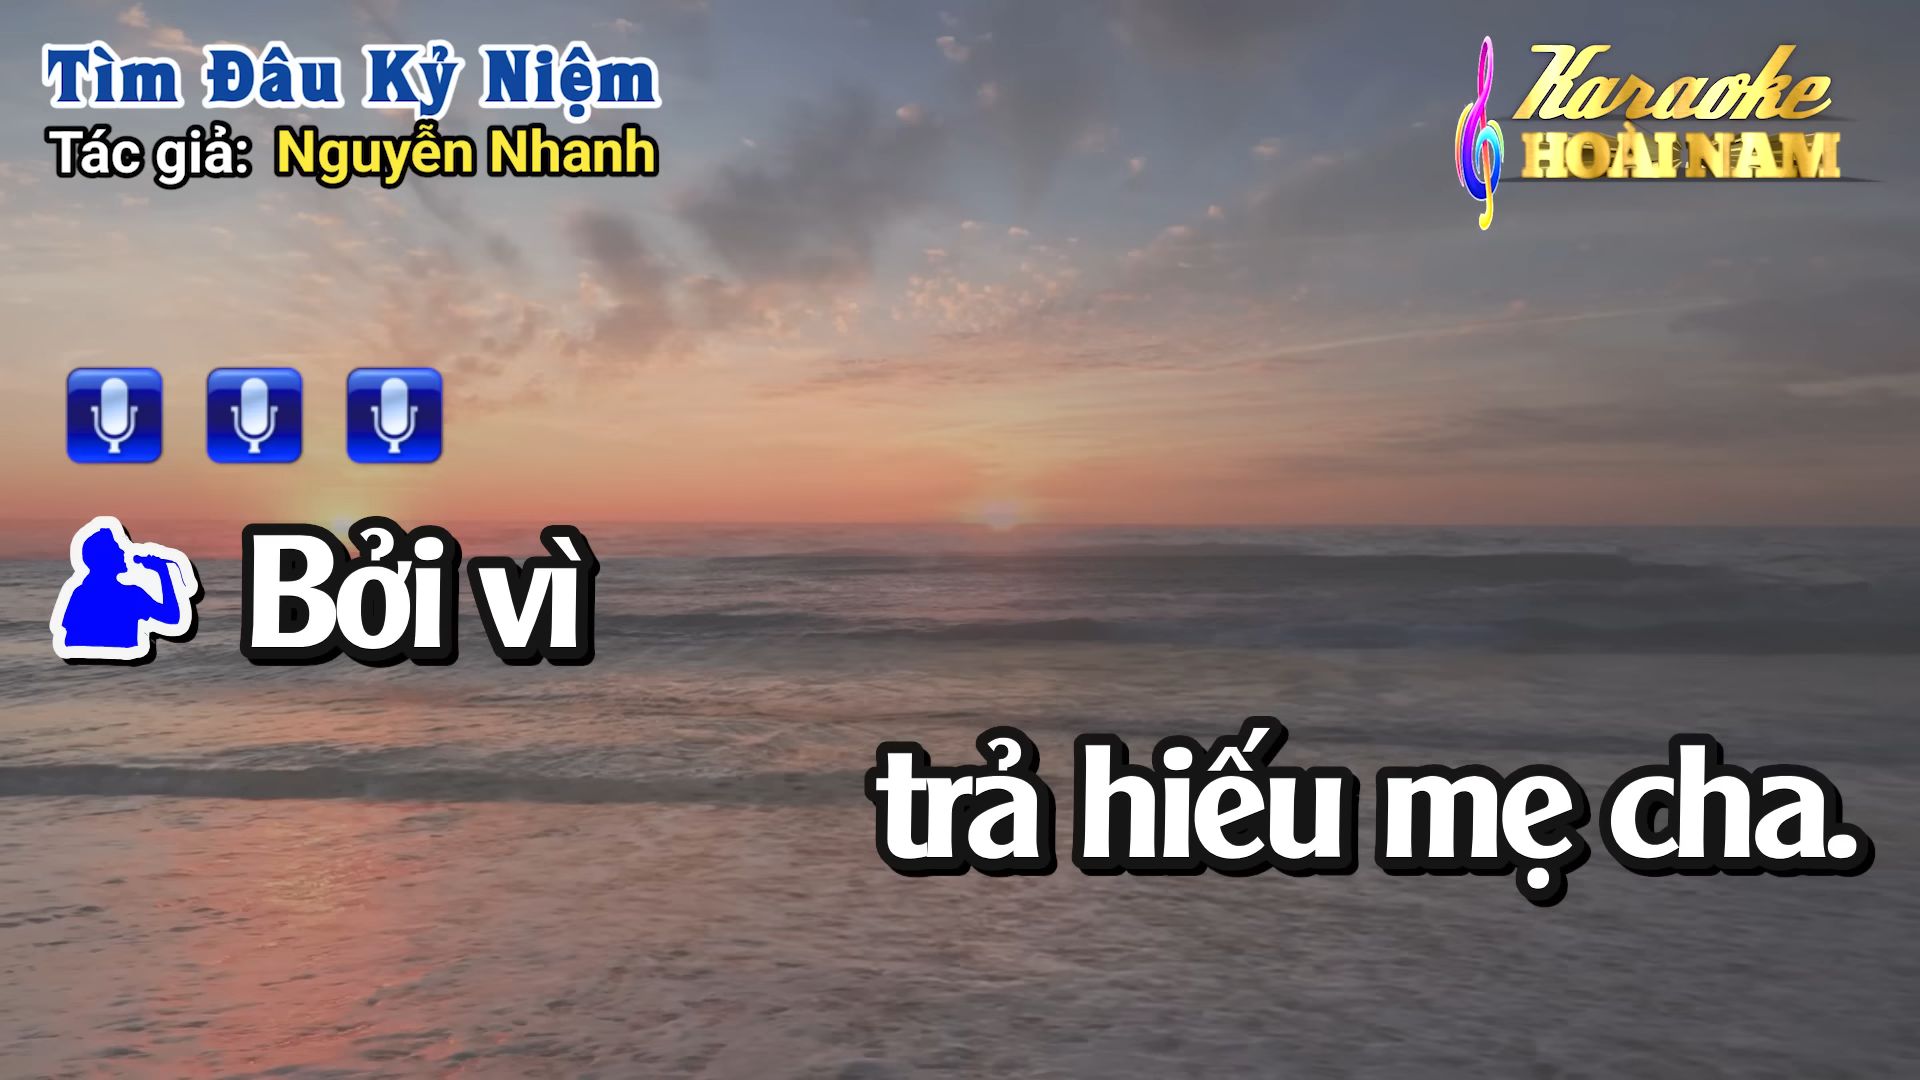 Tìm Đâu Kỷ Niệm
Tác giả: Nguyễn Nhanh
Karaoke
HOÀI NAM
Bởi vì
trả hiếu mẹ cha.